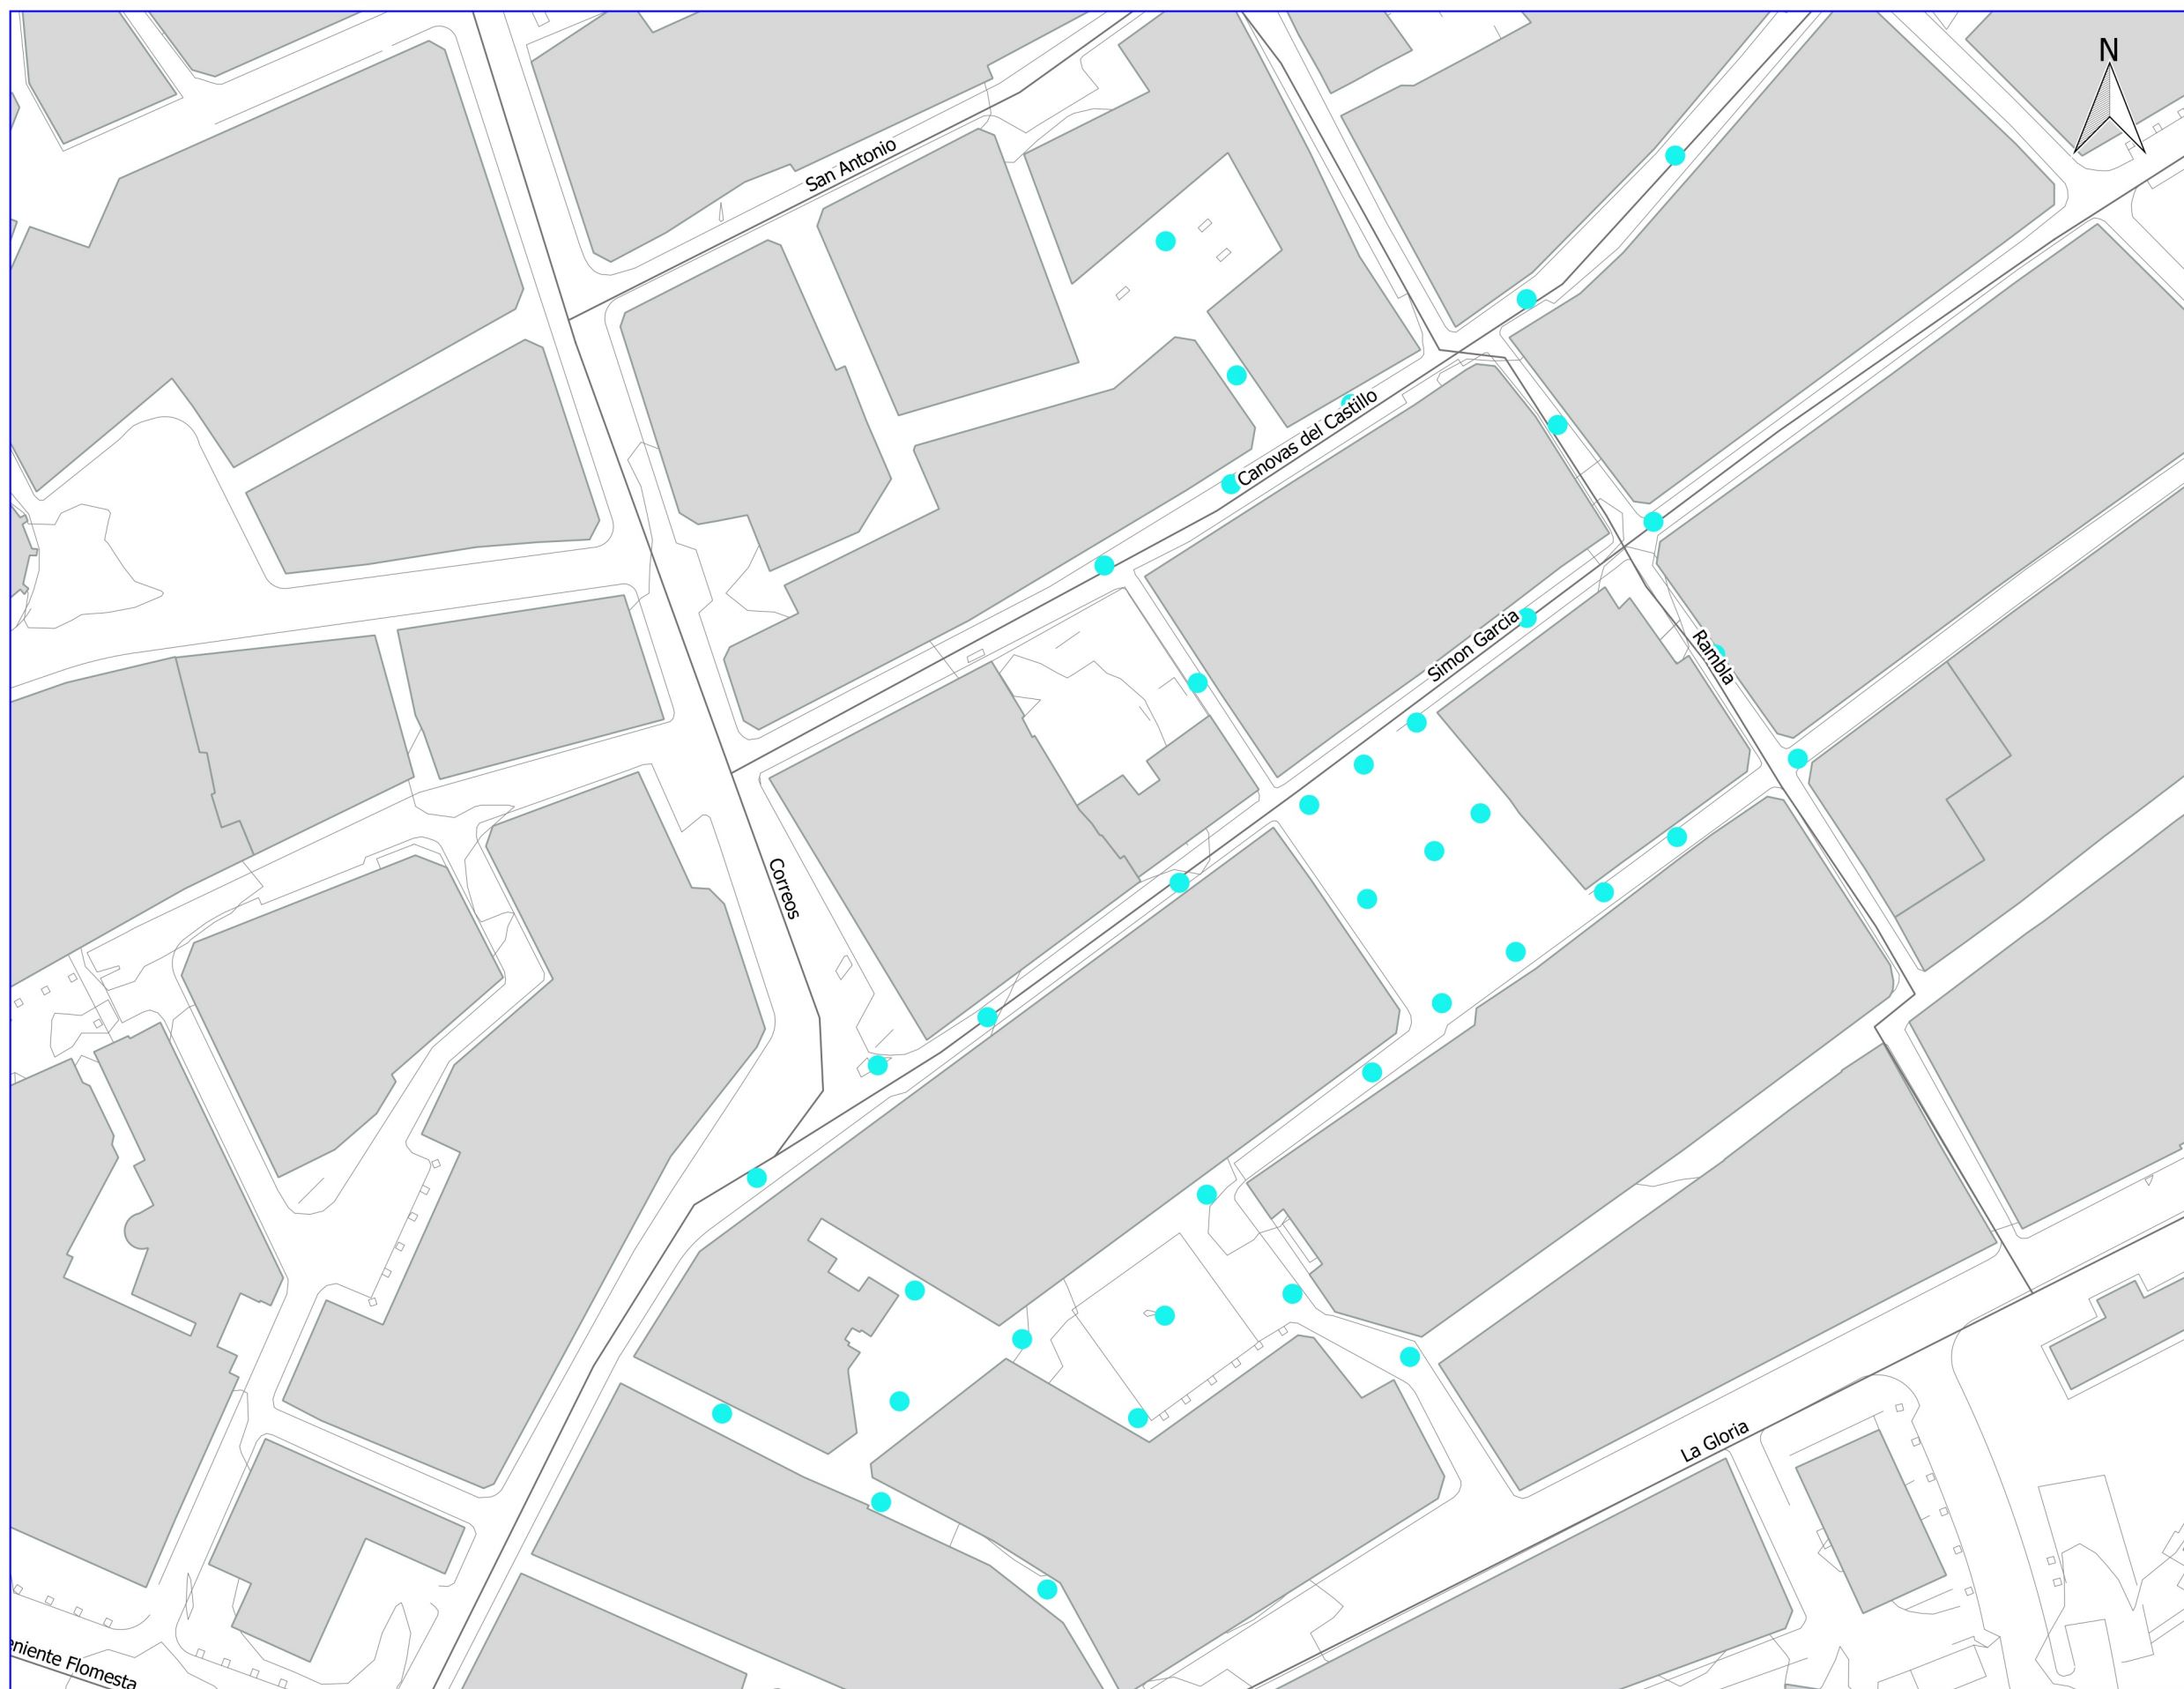 N
San Antonio
Canovas del Castillo
Simon Garcia
Rambla
Correos
La Gloria
eniente Flomesta